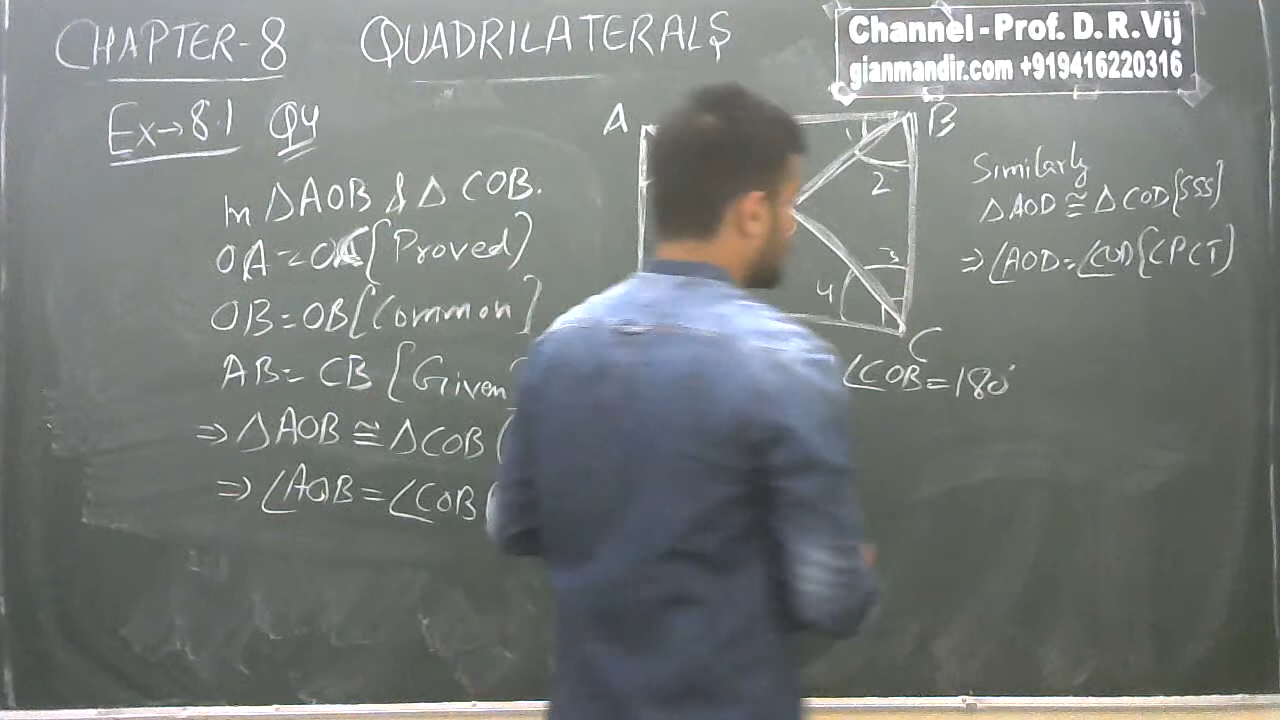 CHAPTER-8 QUADRILATERALS
Channel - Prof. D. R. Vij
gianmandir.com +919416220316
Ex→8.1 Q4
In △AOB & △ COB.
OA=OC[Proved]
OB=OB[Common]
AB=CB [Given
⇒ △AOB ≅ △COB (
⇒ ∠AOB=∠COB (
A
B
1
2
3
4
C
∠COB=180°
Similarly
△AOD ≅ △COD[SSS]
⇒∠AOD=∠COD[CPCT]